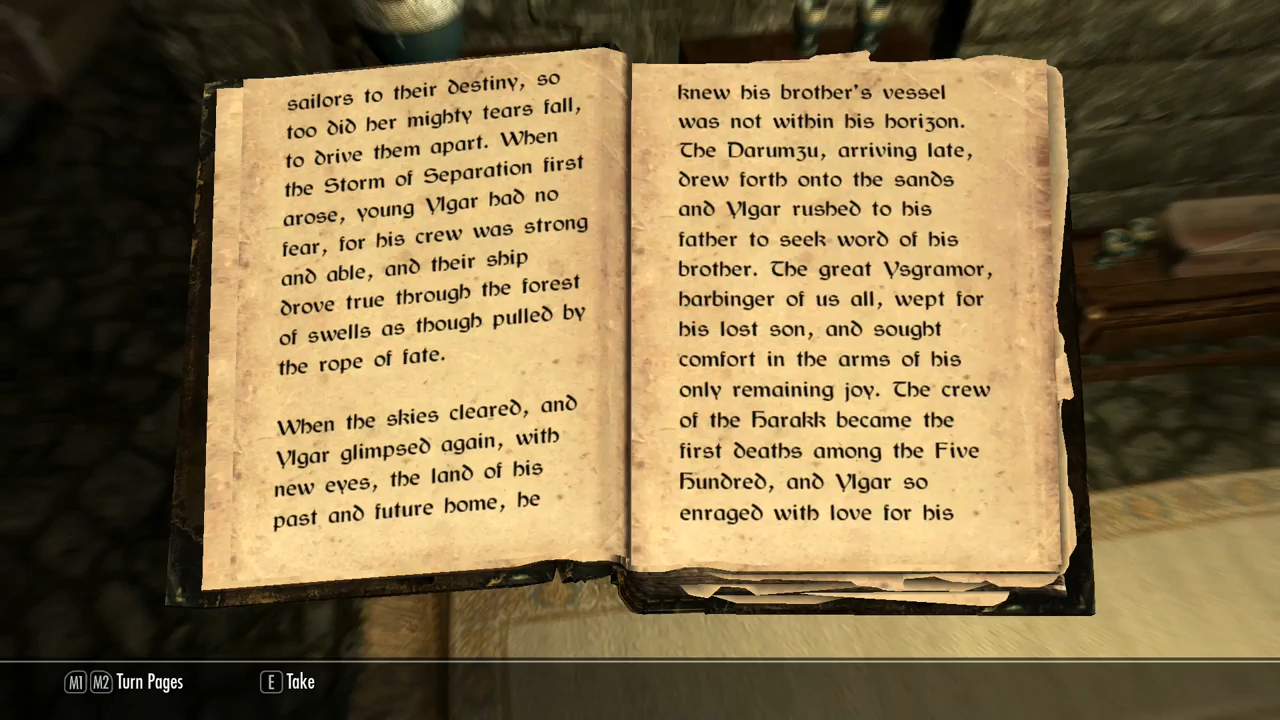 sailors to their destiny, so
too did her mighty tears fall,
to drive them apart. When
the Storm of Separation first
arose, young Ylgar had no
fear, for his crew was strong
and able, and their ship
drove true through the forest
of swells as though pulled by
the rope of fate.
When the skies cleared, and
Ylgar glimpsed again, with
new eyes, the land of his
past and future home, he
knew his brother's vessel
was not within his horizon.
The Darumzu, arriving late,
drew forth onto the sands
and Ylgar rushed to his
father to seek word of his
brother. The great Ysgramor,
harbinger of us all, wept for
his lost son, and sought
comfort in the arms of his
only remaining joy. The crew
of the Harakk became the
first deaths among the Five
Hundred, and Ylgar so
enraged with love for his
M1 M2 Turn Pages
E Take